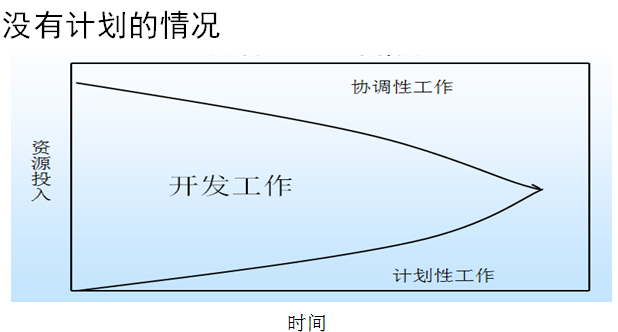 没有计划的情况
协调性工作
资源投入
开发工作
计划性工作
时间